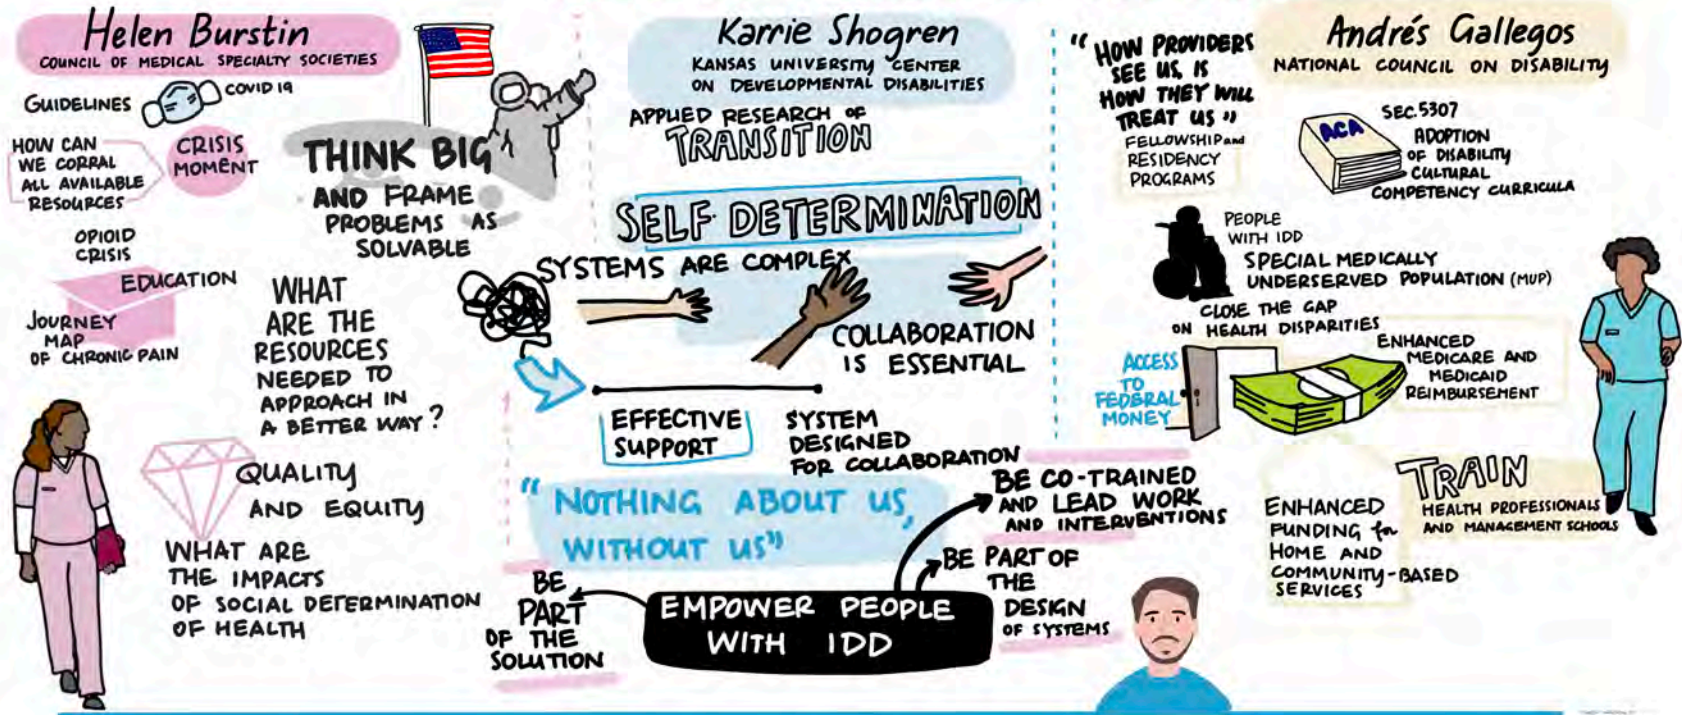 Helen Burstin
COUNCIL OF MEDICAL SPECIALTY SOCIETIES
GUIDELINES
COVID 19
HOW CAN
WE CORRAL
ALL AVAILABLE
RESOURCES
CRISIS
MOMENT
OPIOID
CRISIS
EDUCATION
JOURNEY
MAP
OF CHRONIC PAIN
THINK BIG
AND FRAME
PROBLEMS AS
SOLVABLE
WHAT
ARE THE
RESOURCES
NEEDED TO
APPROACH IN
A BETTER WAY?
QUALITY
AND EQUITY
WHAT ARE
THE IMPACTS
OF SOCIAL DETERMINATION
OF HEALTH
Karrie Shogren
KANSAS UNIVERSITY CENTER
ON DEVELOPMENTAL DISABILITIES
APPLIED RESEARCH OF
TRANSITION
SELF-DETERMINATION
SYSTEMS ARE COMPLEX
COLLABORATION
IS ESSENTIAL
EFFECTIVE
SUPPORT
SYSTEM
DESIGNED
FOR COLLABORATION
"NOTHING ABOUT US,
WITHOUT US"
BE
PART
OF THE
SOLUTION
EMPOWER PEOPLE
WITH IDD
BE CO-TRAINED
AND LEAD WORK
AND INTERVENTIONS
BE PART OF
THE
DESIGN
OF SYSTEMS
Andrés Gallegos
NATIONAL COUNCIL ON DISABILITY
"HOW PROVIDERS
SEE US, IS
HOW THEY WILL
TREAT US"
FELLOWSHIP and
RESIDENCY
PROGRAMS
ACA
SEC.5307
ADOPTION
OF DISABILITY
CULTURAL
COMPETENCY CURRICULA
PEOPLE
WITH IDD
SPECIAL MEDICALLY
UNDERSERVED POPULATION (MUP)
CLOSE THE GAP
ON HEALTH DISPARITIES
ACCESS
TO
FEDERAL
MONEY
ENHANCED
MEDICARE AND
MEDICAID
REIMBURSEMENT
TRAIN
HEALTH PROFESSIONALS
AND MANAGEMENT SCHOOLS
ENHANCED
FUNDING for
HOME AND
COMMUNITY-BASED
SERVICES